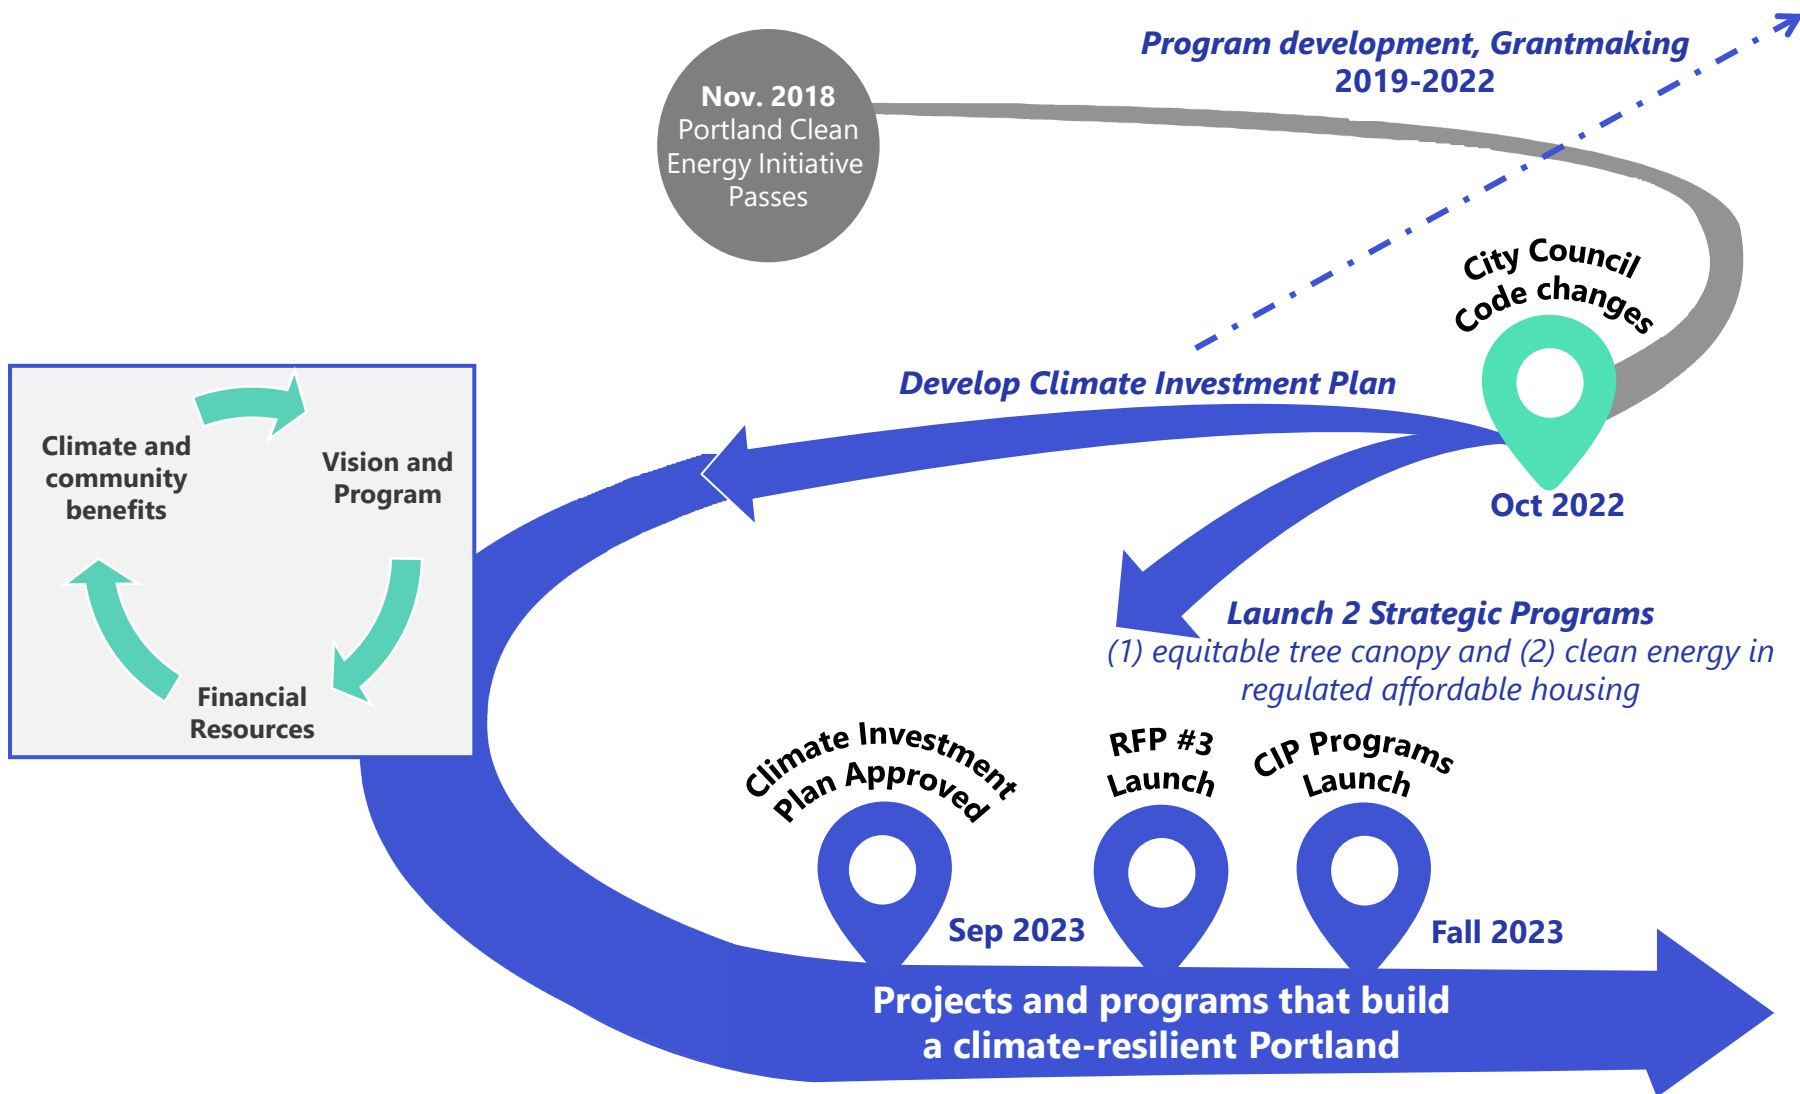 Program development, Grantmaking
2019-2022
Nov. 2018
Portland Clean
Energy Initiative
Passes
City Council
Code changes
Oct 2022
Develop Climate Investment Plan
Climate and
community
benefits
Vision and
Program
Financial
Resources
Launch 2 Strategic Programs
(1) equitable tree canopy and (2) clean energy in
regulated affordable housing
Climate Investment
Plan Approved
Sep 2023
RFP #3
Launch
CIP Programs
Launch
Fall 2023
Projects and programs that build
a climate-resilient Portland